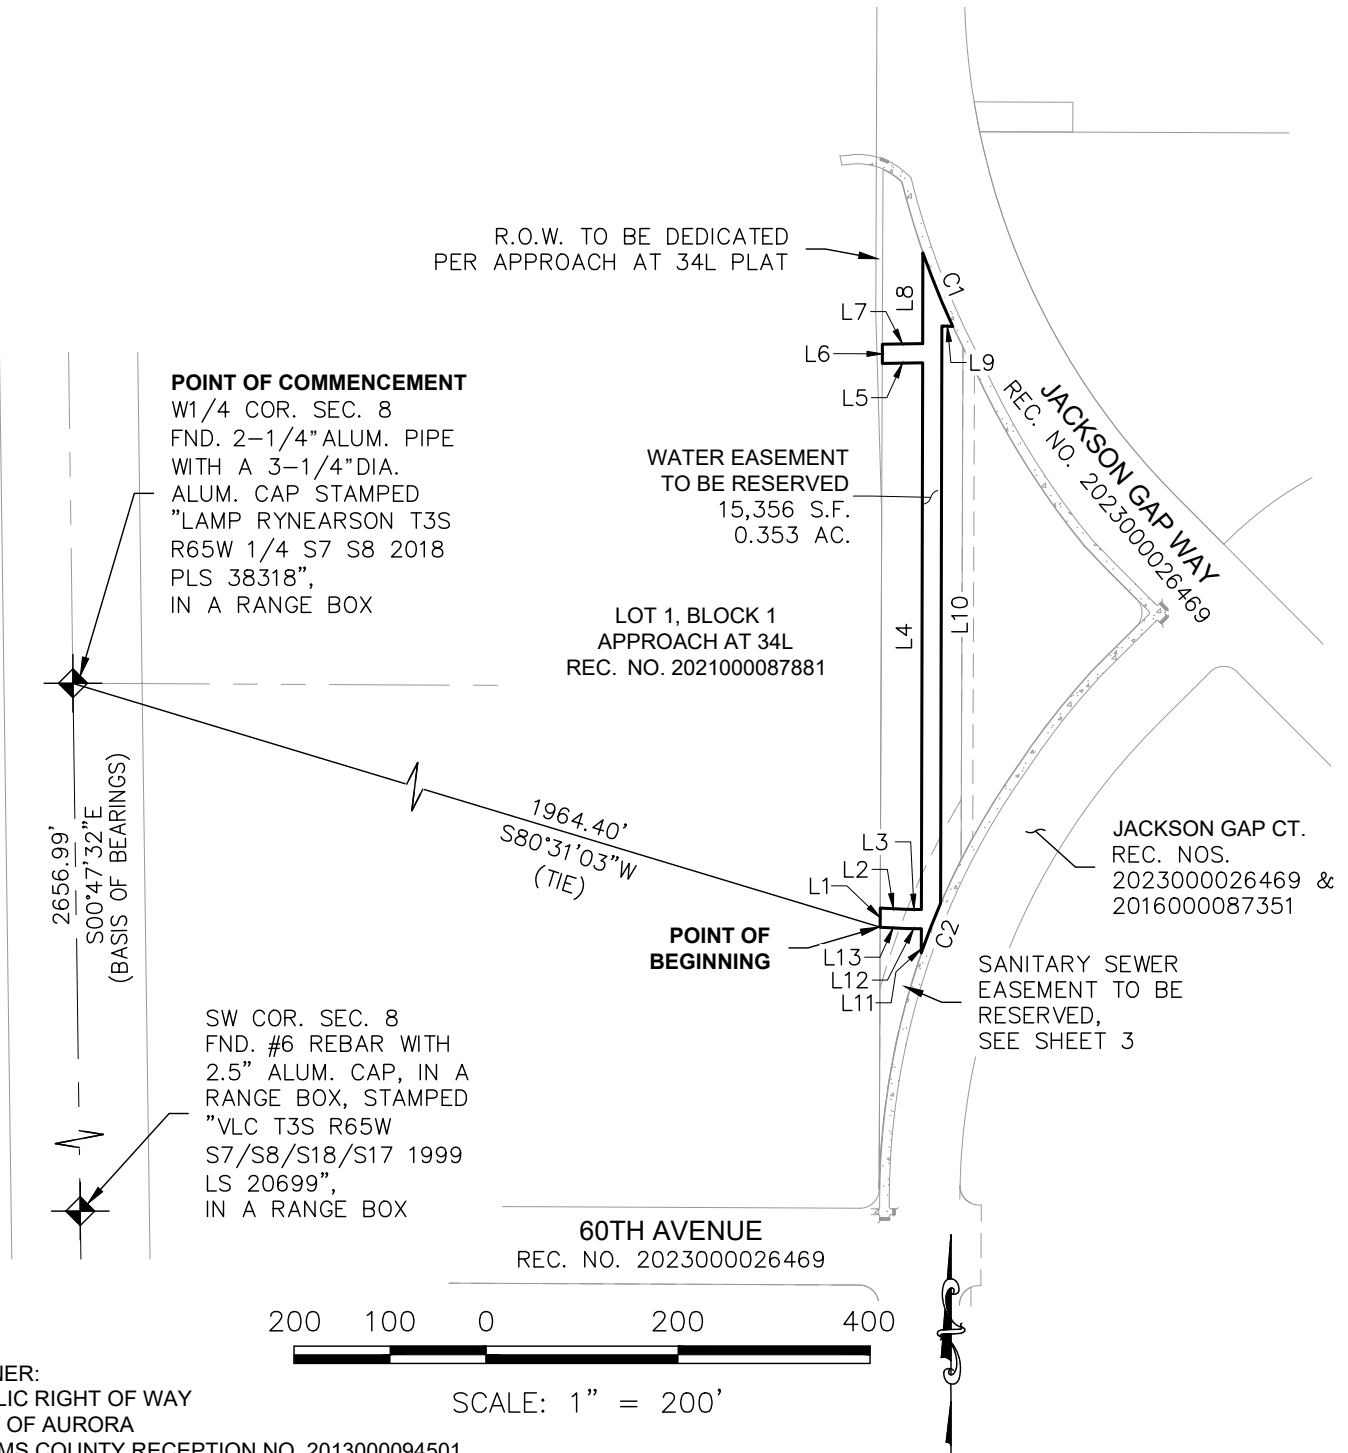 R.O.W. TO BE DEDICATED
PER APPROACH AT 34L PLAT
C1
L8
L7
L6
L5
L9
POINT OF COMMENCEMENT
W1/4 COR. SEC. 8
FND. 2-1/4" ALUM. PIPE
WITH A 3-1/4" DIA.
ALUM. CAP STAMPED
"LAMP RYNEARSON T3S
R65W 1/4 S7 S8 2018
PLS 38318",
IN A RANGE BOX
JACKSON GAP WAY
REC. NO. 2023000026469
WATER EASEMENT
TO BE RESERVED
15,356 S.F.
0.353 AC.
LOT 1, BLOCK 1
APPROACH AT 34L
REC. NO. 2021000087881
L4
L10
2656.99'
S00°47'32"E
(BASIS OF BEARINGS)
1964.40'
S80°31'03"W
(TIE)
L3
L2
L1
JACKSON GAP CT.
REC. NOS.
2023000026469 &
2016000087351
POINT OF
BEGINNING
C2
L13
L12
L11
SANITARY SEWER
EASEMENT TO BE
RESERVED,
SEE SHEET 3
SW COR. SEC. 8
FND. #6 REBAR WITH
2.5" ALUM. CAP, IN A
RANGE BOX, STAMPED
"VLC T3S R65W
S7/S8/S18/S17 1999
LS 20699",
IN A RANGE BOX
60TH AVENUE
REC. NO. 2023000026469
200 100 0 200 400
SCALE: 1" = 200'
NER:
LIC RIGHT OF WAY
OF AURORA
MS COUNTY RECEPTION NO. 2013000094501